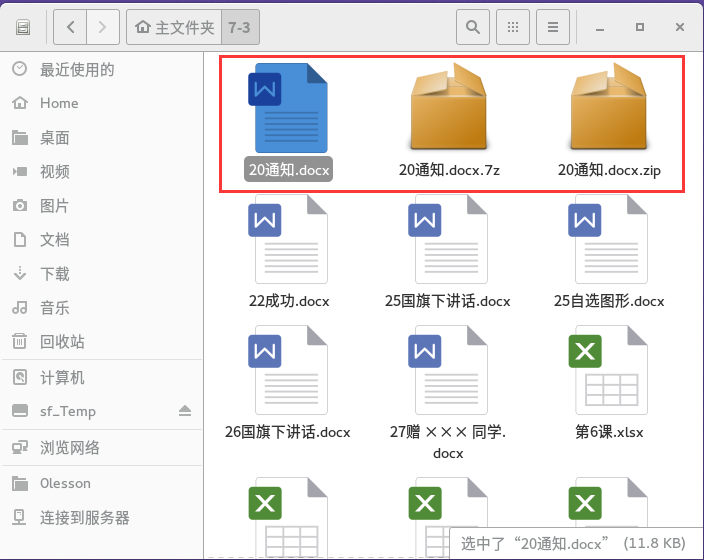 主文件夹 7-3
最近使用的
Home
桌面
视频
图片
文档
下载
音乐
回收站
计算机
sf_Temp
浏览网络
0lesson
连接到服务器
20通知.docx 20通知.docx.7z 20通知.docx.zip
22成功.docx 25国旗下讲话.docx 25自选图形.docx
26国旗下讲话.docx 27赠 ××× 同学. 第6课.xlsx
docx
选中了“20通知.docx” (11.8 KB)